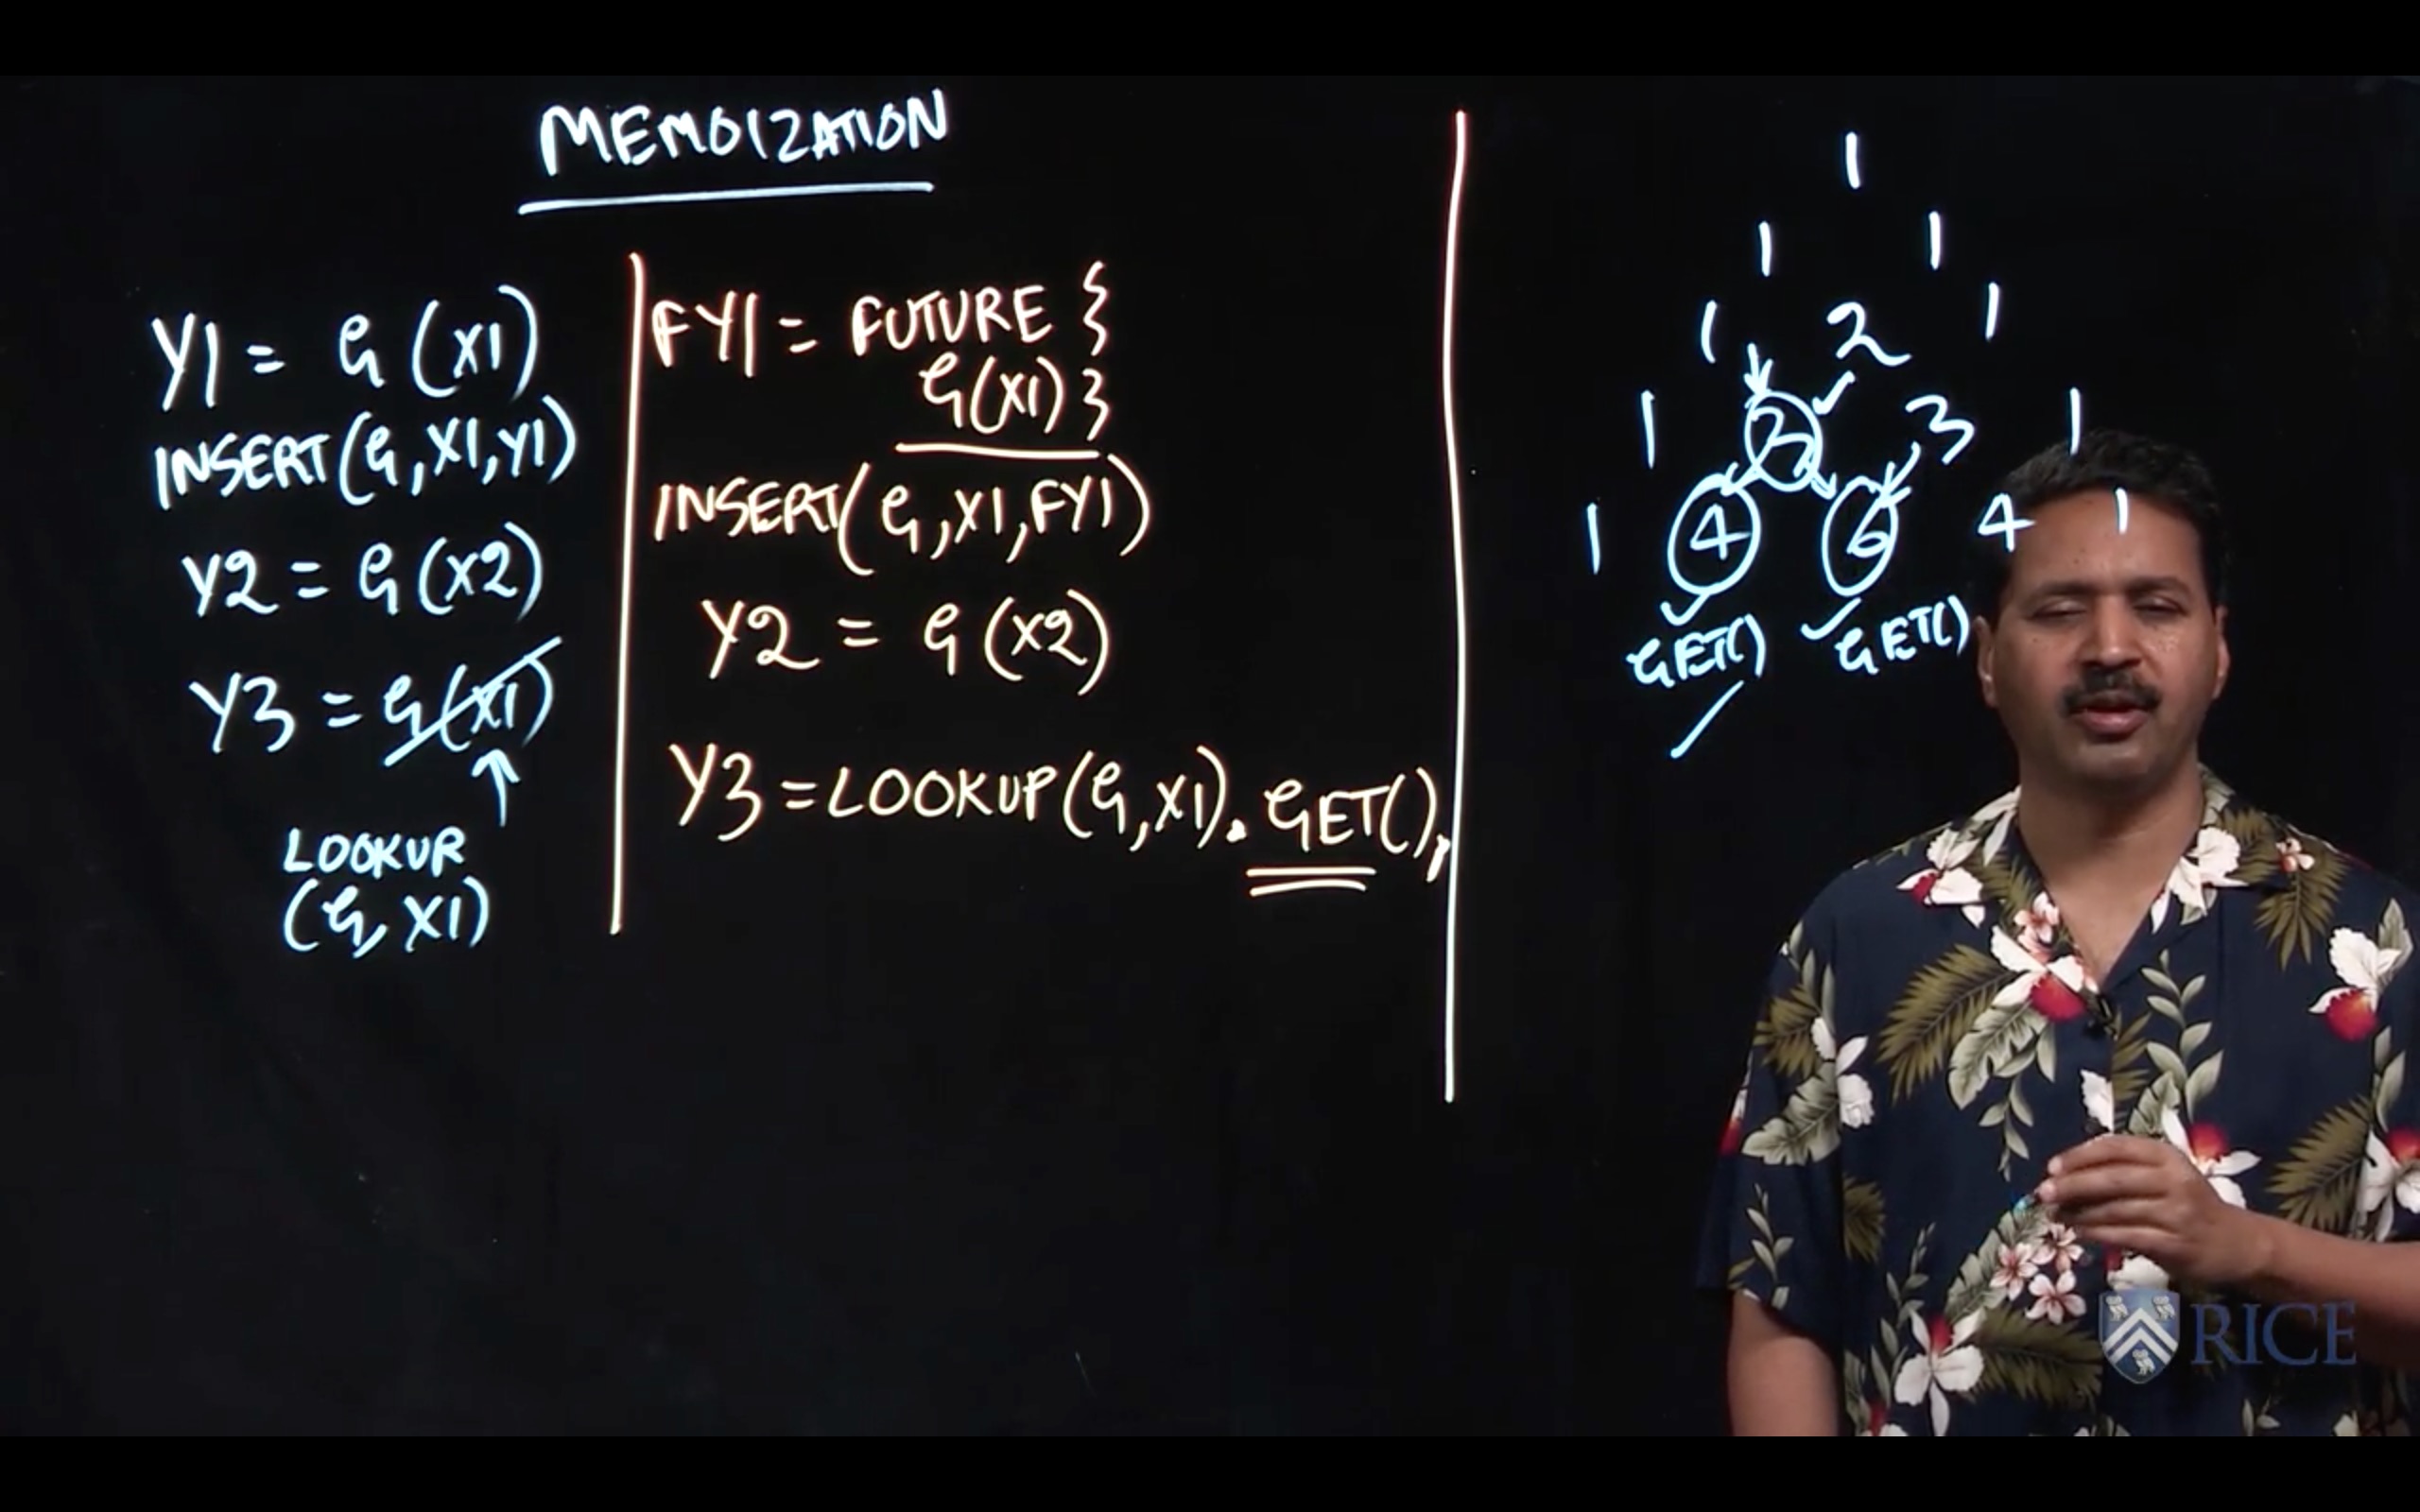 MEMOIZATION
Y1 = G(X1)
INSERT(G,X1,Y1)
Y2 = G(X2)
Y3 = G(X1)
LOOKUP
(G, X1)
FY1 = FUTURE {
G(X1) }
INSERT(G,X1,FY1)
Y2 = G(X2)
Y3 = LOOKUP(G,X1).GET();
1
1 1
1 2 1
1 3 3 1
1 4 6 4 1
GET() GET()
RICE